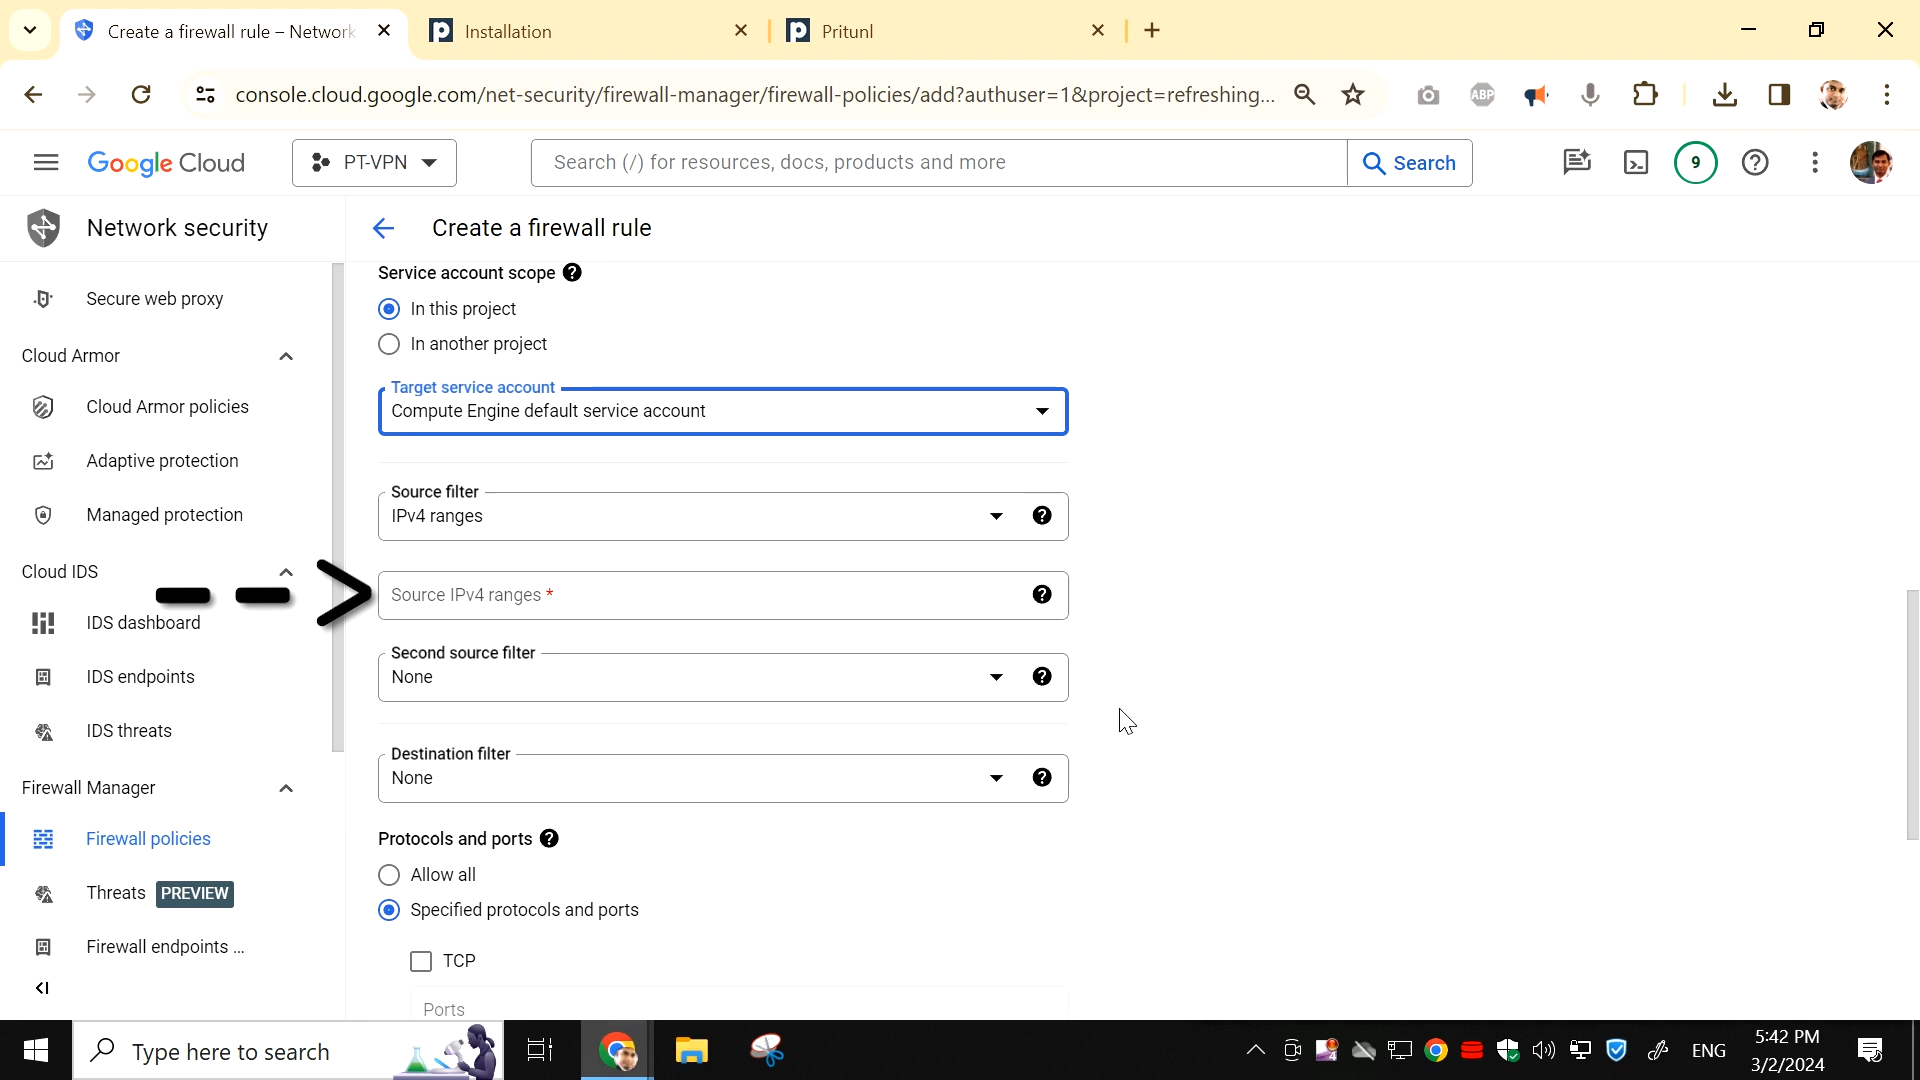 Create a firewall rule – Network
Installation
Pritunl
console.cloud.google.com/net-security/firewall-manager/firewall-policies/add?authuser=1&project=refreshing...
ABP
Google Cloud
PT-VPN
Search (/) for resources, docs, products and more
Search
9
Network security
Create a firewall rule
Secure web proxy
Cloud Armor
Cloud Armor policies
Adaptive protection
Managed protection
Cloud IDS
IDS dashboard
IDS endpoints
IDS threats
Firewall Manager
Firewall policies
Threats PREVIEW
Firewall endpoints ...
Service account scope
In this project
In another project
Target service account
Compute Engine default service account
Source filter
IPv4 ranges
Source IPv4 ranges *
Second source filter
None
Destination filter
None
Protocols and ports
Allow all
Specified protocols and ports
TCP
Ports
Type here to search
ENG
5:42 PM
3/2/2024